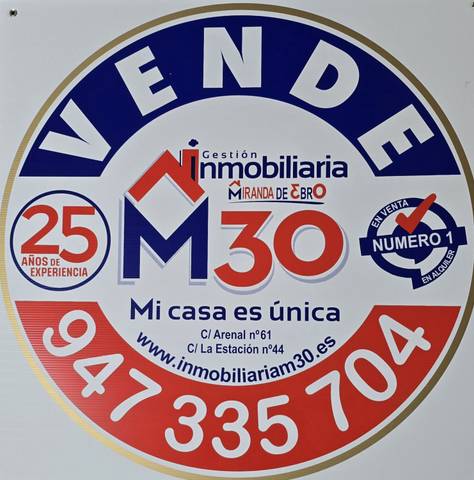 VENDE
Gestión
inmobiliaria
MIRANDA DE EbrO
M30
25
AÑOS DE
EXPERIENCIA
EN VENTA
NUMERO 1
EN ALQUILER
Mi casa es única
C/ Arenal nº61
C/ La Estación nº44
www.inmobiliariam30.es
947 335 704